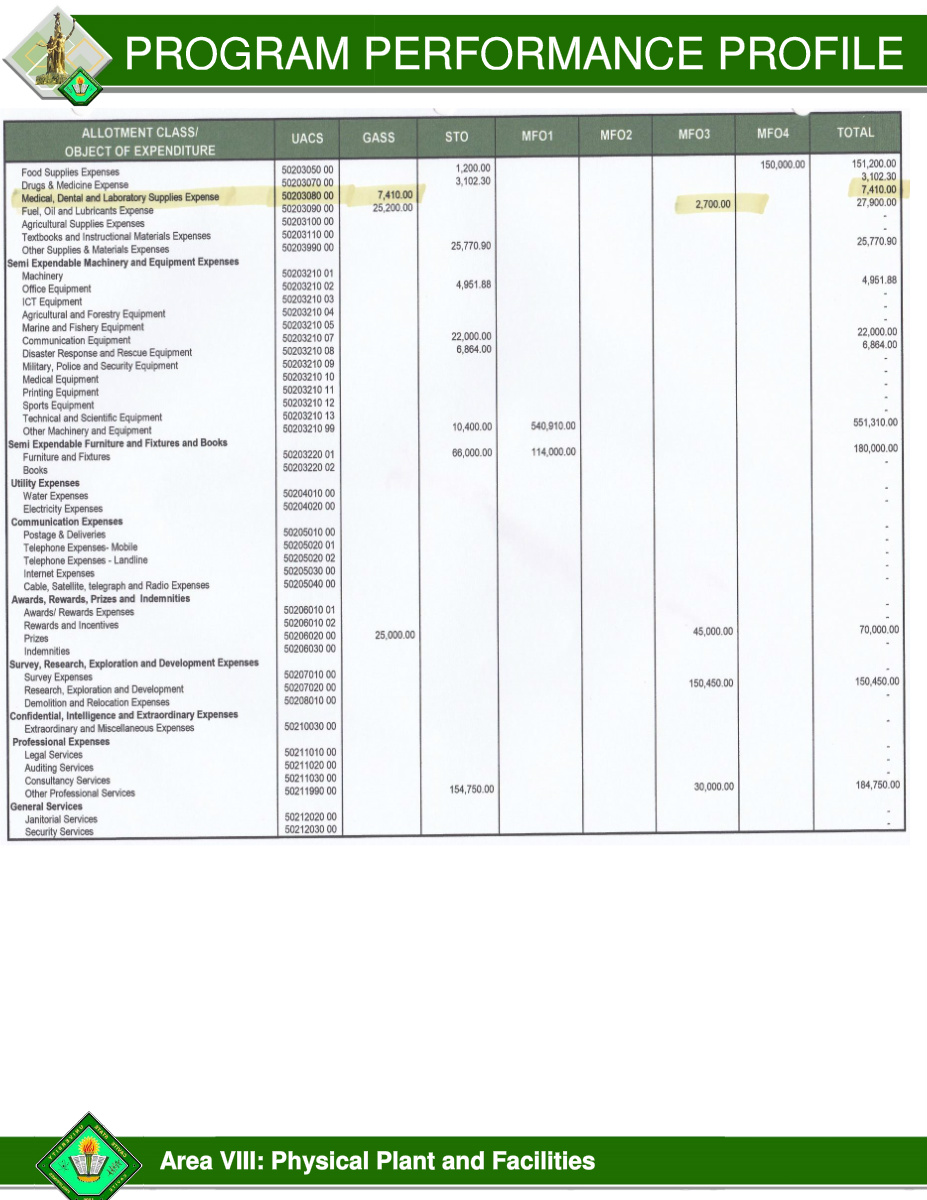 PROGRAM PERFORMANCE PROFILE
ALLOTMENT CLASS/ OBJECT OF EXPENDITURE UACS GASS STO MFO1 MFO2 MFO3 MFO4 TOTAL
Food Supplies Expenses 50203050 00 1,200.00 150,000.00 151,200.00
Drugs & Medicine Expense 50203070 00 3,102.30 3,102.30
Medical, Dental and Laboratory Supplies Expense 50203080 00 7,410.00 7,410.00
Fuel, Oil and Lubricants Expense 50203090 00 25,200.00 2,700.00 27,900.00
Agricultural Supplies Expenses 50203100 00 -
Textbooks and Instructional Materials Expenses 50203110 00 -
Other Supplies & Materials Expenses 50203990 00 25,770.90 25,770.90
Semi Expendable Machinery and Equipment Expenses
Machinery 50203210 01 -
Office Equipment 50203210 02 4,951.88 4,951.88
ICT Equipment 50203210 03 -
Agricultural and Forestry Equipment 50203210 04 -
Marine and Fishery Equipment 50203210 05 -
Communication Equipment 50203210 07 22,000.00 22,000.00
Disaster Response and Rescue Equipment 50203210 08 6,864.00 6,864.00
Military, Police and Security Equipment 50203210 09 -
Medical Equipment 50203210 10 -
Printing Equipment 50203210 11 -
Sports Equipment 50203210 12 -
Technical and Scientific Equipment 50203210 13 -
Other Machinery and Equipment 50203210 99 10,400.00 540,910.00 551,310.00
Semi Expendable Furniture and Fixtures and Books
Furniture and Fixtures 50203220 01 66,000.00 114,000.00 180,000.00
Books 50203220 02 -
Utility Expenses
Water Expenses 50204010 00 -
Electricity Expenses 50204020 00 -
Communication Expenses
Postage & Deliveries 50205010 00 -
Telephone Expenses- Mobile 50205020 01 -
Telephone Expenses - Landline 50205020 02 -
Internet Expenses 50205030 00 -
Cable, Satellite, telegraph and Radio Expenses 50205040 00 -
Awards, Rewards, Prizes and Indemnities
Awards/ Rewards Expenses 50206010 01 -
Rewards and Incentives 50206010 02 -
Prizes 50206020 00 25,000.00 45,000.00 70,000.00
Indemnities 50206030 00 -
Survey, Research, Exploration and Development Expenses
Survey Expenses 50207010 00 -
Research, Exploration and Development 50207020 00 150,450.00 150,450.00
Demolition and Relocation Expenses 50208010 00 -
Confidential, Intelligence and Extraordinary Expenses
Extraordinary and Miscellaneous Expenses 50210030 00 -
Professional Expenses
Legal Services 50211010 00 -
Auditing Services 50211020 00 -
Consultancy Services 50211030 00 -
Other Professional Services 50211990 00 154,750.00 30,000.00 184,750.00
General Services
Janitorial Services 50212020 00 -
Security Services 50212030 00 -
Area VIII: Physical Plant and Facilities